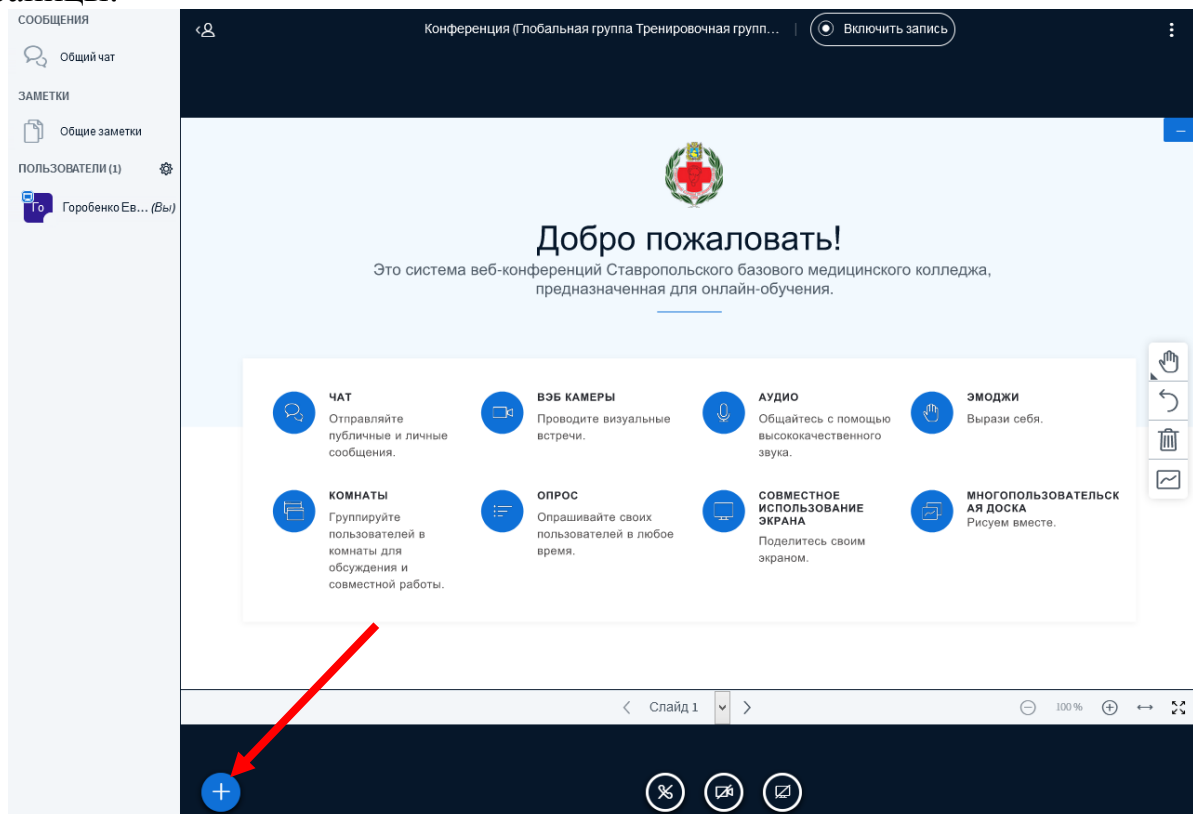 СООБЩЕНИЯ
Общий чат
ЗАМЕТКИ
Общие заметки
ПОЛЬЗОВАТЕЛИ (1)
Го
Горобенко Ев... (Вы)
Конференция (Глобальная группа Тренировочная групп...
Включить запись
Добро пожаловать!
Это система веб-конференций Ставропольского базового медицинского колледжа,
предназначенная для онлайн-обучения.
ЧАТ
Отправляйте
публичные и личные
сообщения.
ВЭБ КАМЕРЫ
Проводите визуальные
встречи.
АУДИО
Общайтесь с помощью
высококачественного
звука.
ЭМОДЖИ
Вырази себя.
КОМНАТЫ
Группируйте
пользователей в
комнаты для
обсуждения и
совместной работы.
ОПРОС
Опрашивайте своих
пользователей в любое
время.
СОВМЕСТНОЕ
ИСПОЛЬЗОВАНИЕ
ЭКРАНА
Поделитесь своим
экраном.
МНОГОПОЛЬЗОВАТЕЛЬСК
АЯ ДОСКА
Рисуем вместе.
Слайд 1
100 %